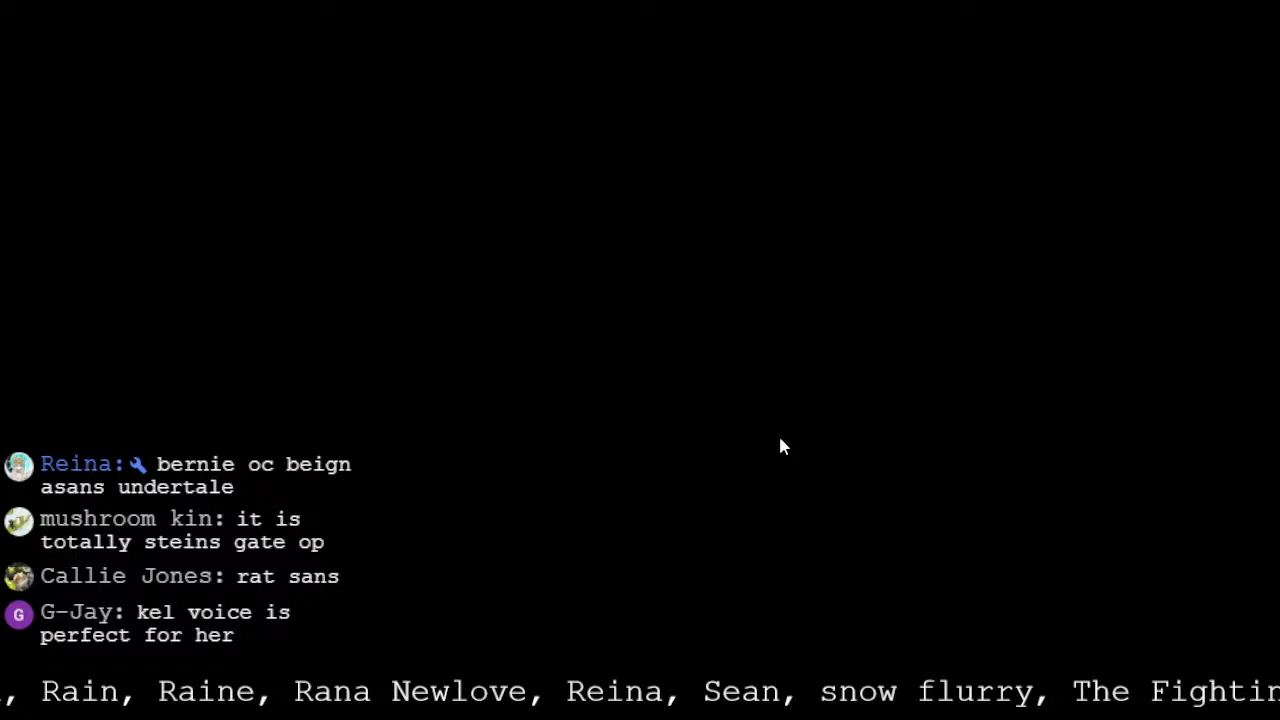 Reina: bernie oc beign
asans undertale
mushroom kin: it is
totally steins gate op
Callie Jones: rat sans
G
G-Jay: kel voice is
perfect for her
, Rain, Raine, Rana Newlove, Reina, Sean, snow flurry, The Fightin